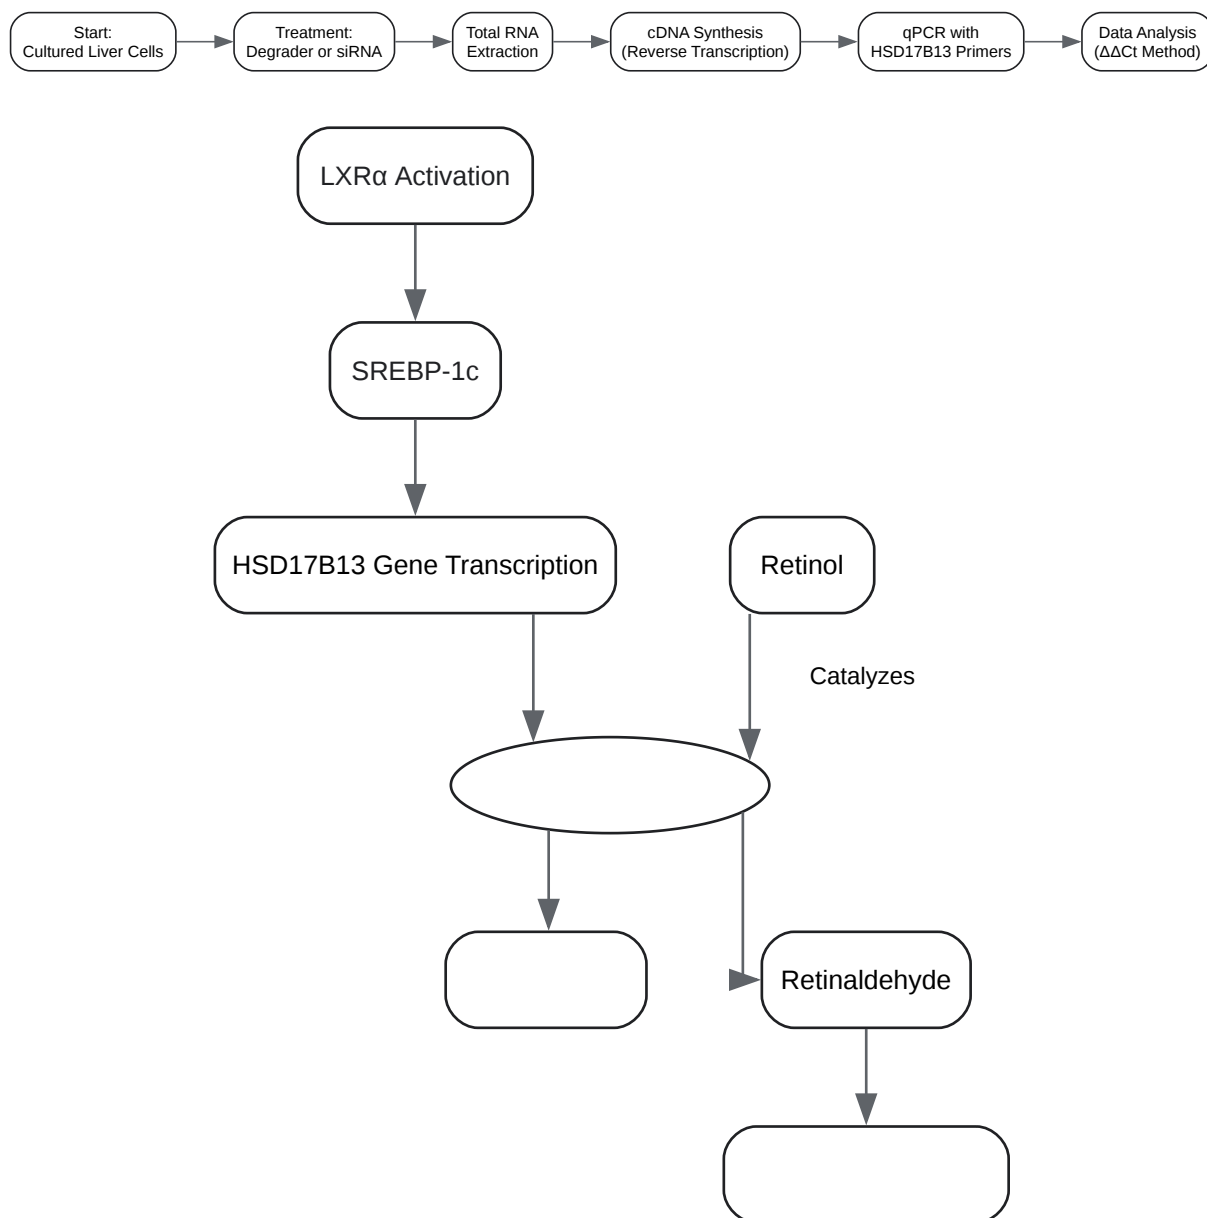 Start:
Cultured Liver Cells
Treatment:
Degrader or siRNA
Total RNA
Extraction
cDNA Synthesis
(Reverse Transcription)
qPCR with
HSD17B13 Primers
Data Analysis
(ΔΔCt Method)
LXRα Activation
SREBP-1c
HSD17B13 Gene Transcription
Retinol
Catalyzes
Retinaldehyde